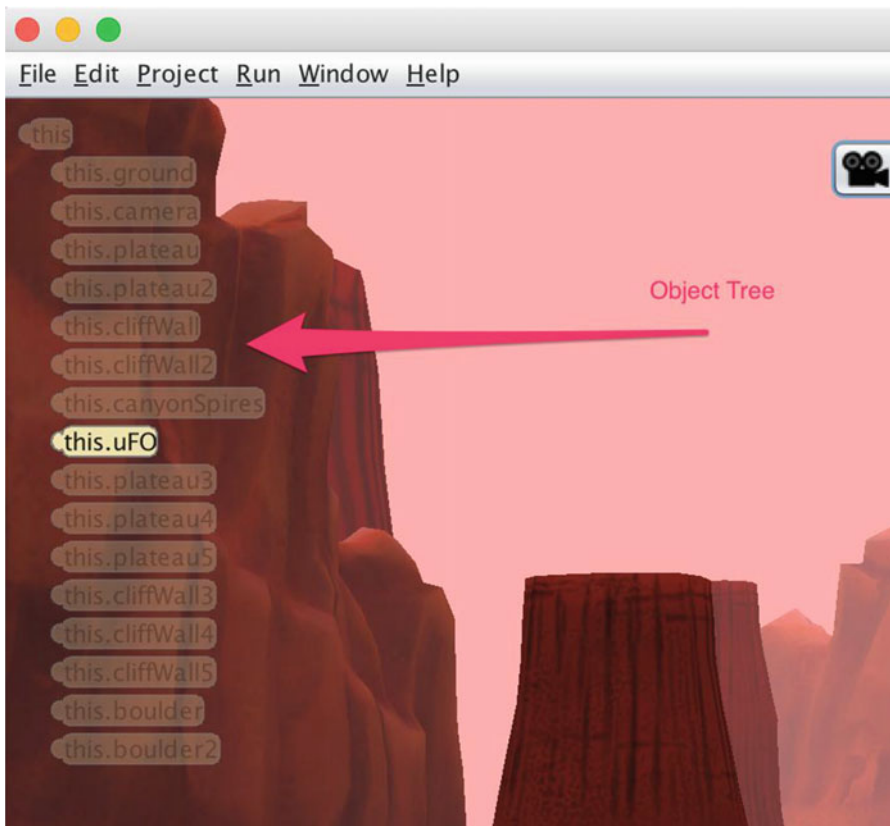 File Edit Project Run Window Help
this
this.ground
this.camera
this.plateau
this.plateau2
Object Tree
this.cliffWall
this.cliffWall2
this.canyonSpires
this.uFO
this.plateau3
this.plateau4
this.plateau5
this.cliffWall3
this.cliffWall4
this.cliffWall5
this.boulder
this.boulder2